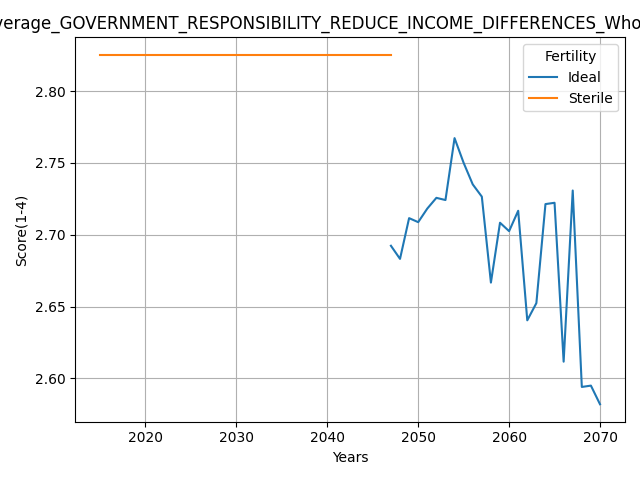 verage_GOVERNMENT_RESPONSIBILITY_REDUCE_INCOME_DIFFERENCES_Who
Fertility
Ideal
Sterile
2.80
2.75
2.70
2.65
2.60
Score(1-4)
2020 2030 2040 2050 2060 2070
Years